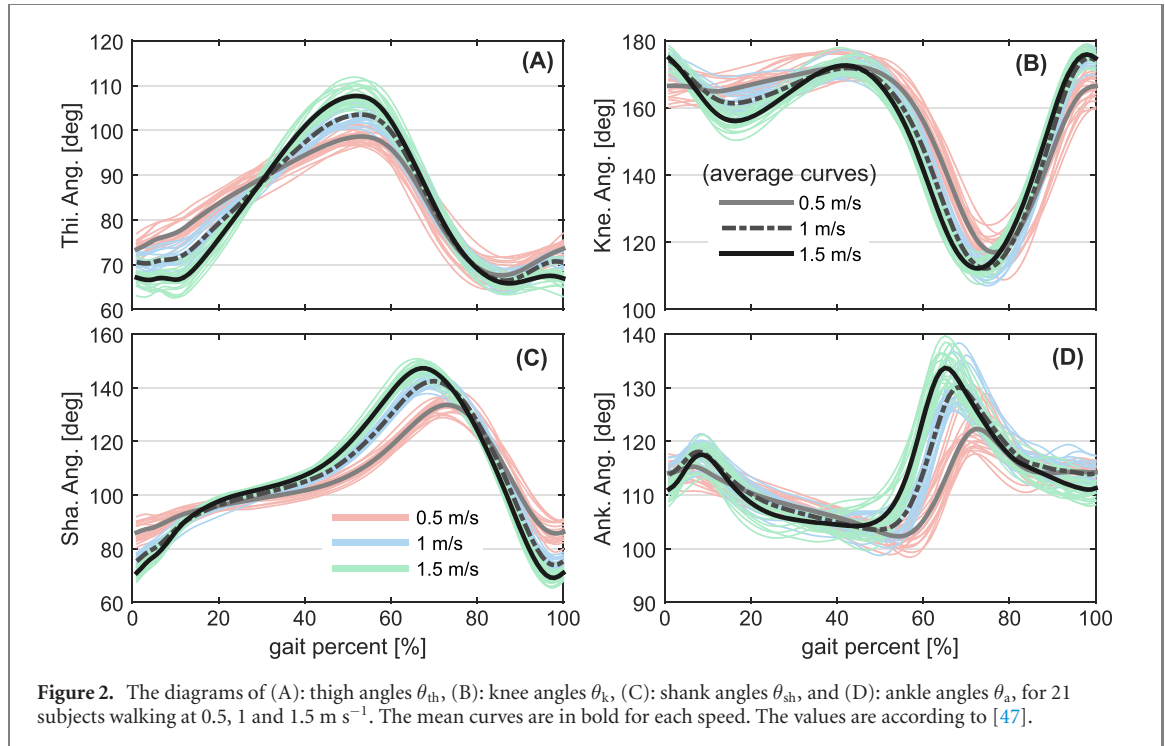 120
110
100
90
80
70
60
Thi. Ang. [deg]
(A)
180
160
140
120
100
Kne. Ang. [deg]
(B)
(average curves)
0.5 m/s
1 m/s
1.5 m/s
160
140
120
100
80
60
Sha. Ang. [deg]
(C)
0.5 m/s
1 m/s
1.5 m/s
0 20 40 60 80 100
gait percent [%]
140
130
120
110
100
90
Ank. Ang. [deg]
(D)
0 20 40 60 80 100
gait percent [%]
Figure 2. The diagrams of (A): thigh angles θth, (B): knee angles θk, (C): shank angles θsh, and (D): ankle angles θa, for 21
subjects walking at 0.5, 1 and 1.5 m s−1. The mean curves are in bold for each speed. The values are according to [47].